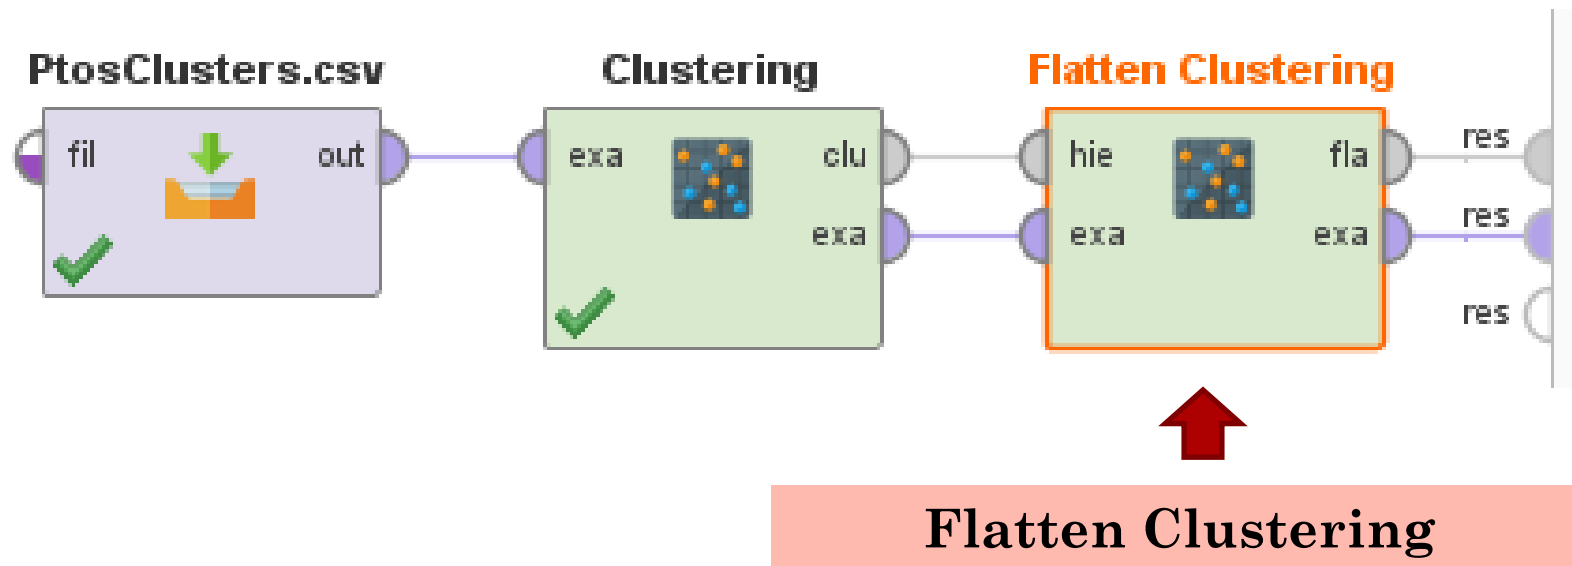 PtosClusters.csv Clustering Flatten Clustering
fil out exa clu hie fla res
exa exa exa res
res
Flatten Clustering